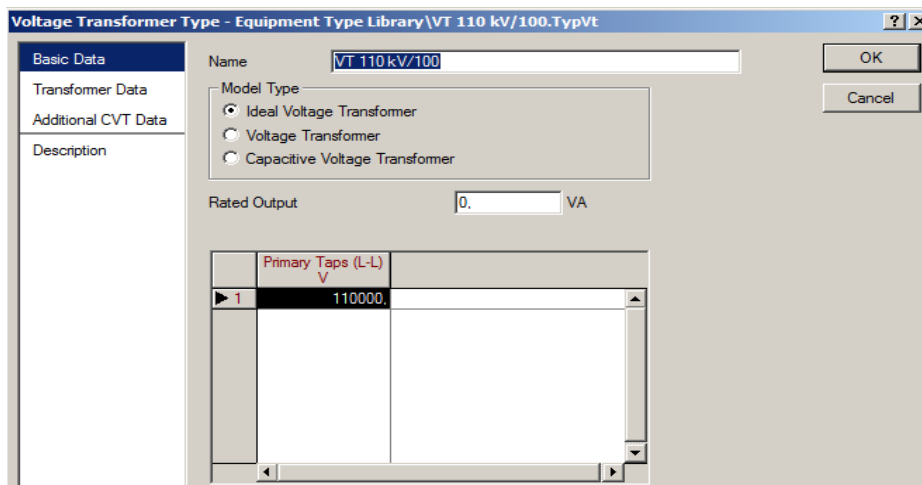 Voltage Transformer Type - Equipment Type Library\VT 110 kV/100.TypVt
Basic Data
Transformer Data
Additional CVT Data
Description
Name VT 110 kV/100
Model Type
Ideal Voltage Transformer
Voltage Transformer
Capacitive Voltage Transformer
Rated Output 0, VA
Primary Taps (L-L)
V
1 110000,
OK
Cancel